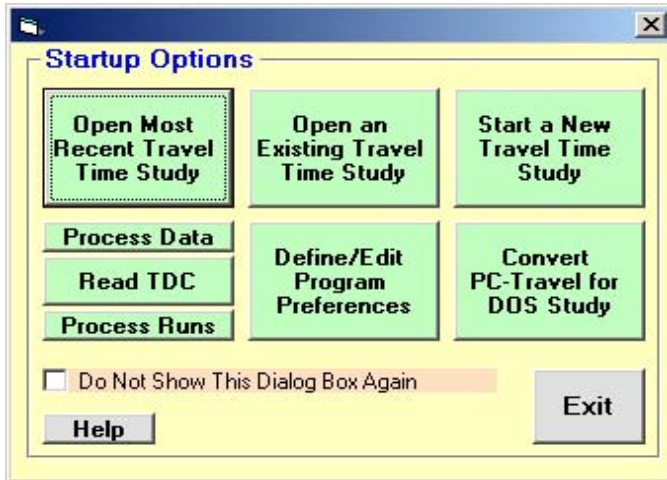 Startup Options
Open Most
Recent Travel
Time Study
Open an
Existing Travel
Time Study
Start a New
Travel Time
Study
Process Data
Read TDC
Process Runs
Define/Edit
Program
Preferences
Convert
PC-Travel for
DOS Study
Do Not Show This Dialog Box Again
Help
Exit